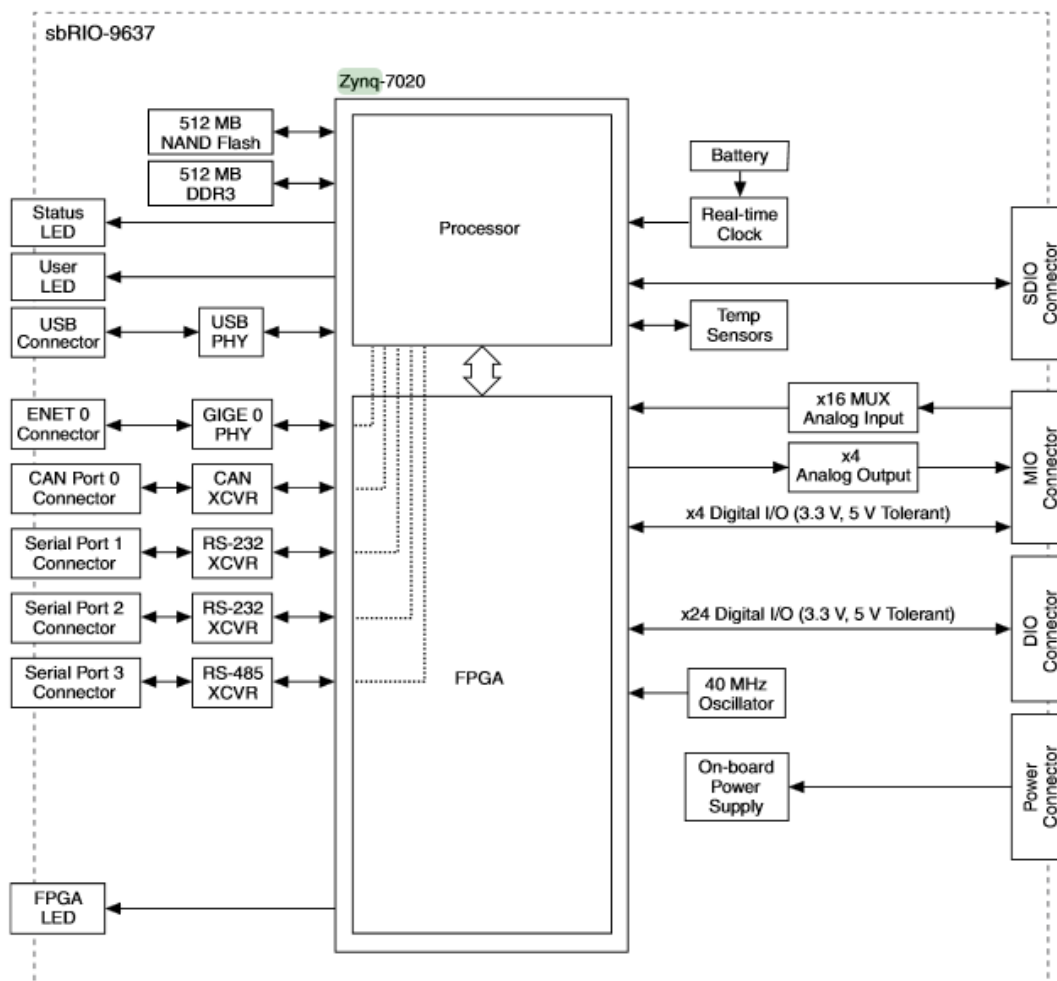 sbRIO-9637
Zynq-7020
512 MB
NAND Flash
512 MB
DDR3
Status
LED
User
LED
USB
Connector
USB
PHY
ENET 0
Connector
GIGE 0
PHY
CAN Port 0
Connector
CAN
XCVR
Serial Port 1
Connector
RS-232
XCVR
Serial Port 2
Connector
RS-232
XCVR
Serial Port 3
Connector
RS-485
XCVR
FPGA
LED
Processor
FPGA
Battery
Real-time
Clock
Temp
Sensors
x16 MUX
Analog Input
x4
Analog Output
x4 Digital I/O (3.3 V, 5 V Tolerant)
x24 Digital I/O (3.3 V, 5 V Tolerant)
40 MHz
Oscillator
On-board
Power
Supply
SDIO
Connector
MIO
Connector
DIO
Connector
Power
Connector